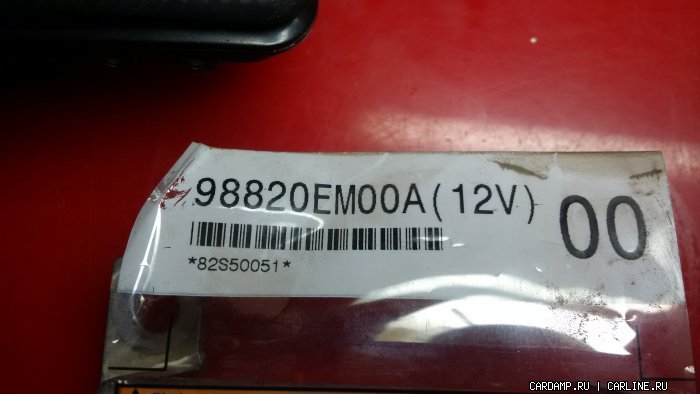 98820EM00A(12V) 00
*82S50051*
CARDAMP.RU | CARLINE.RU